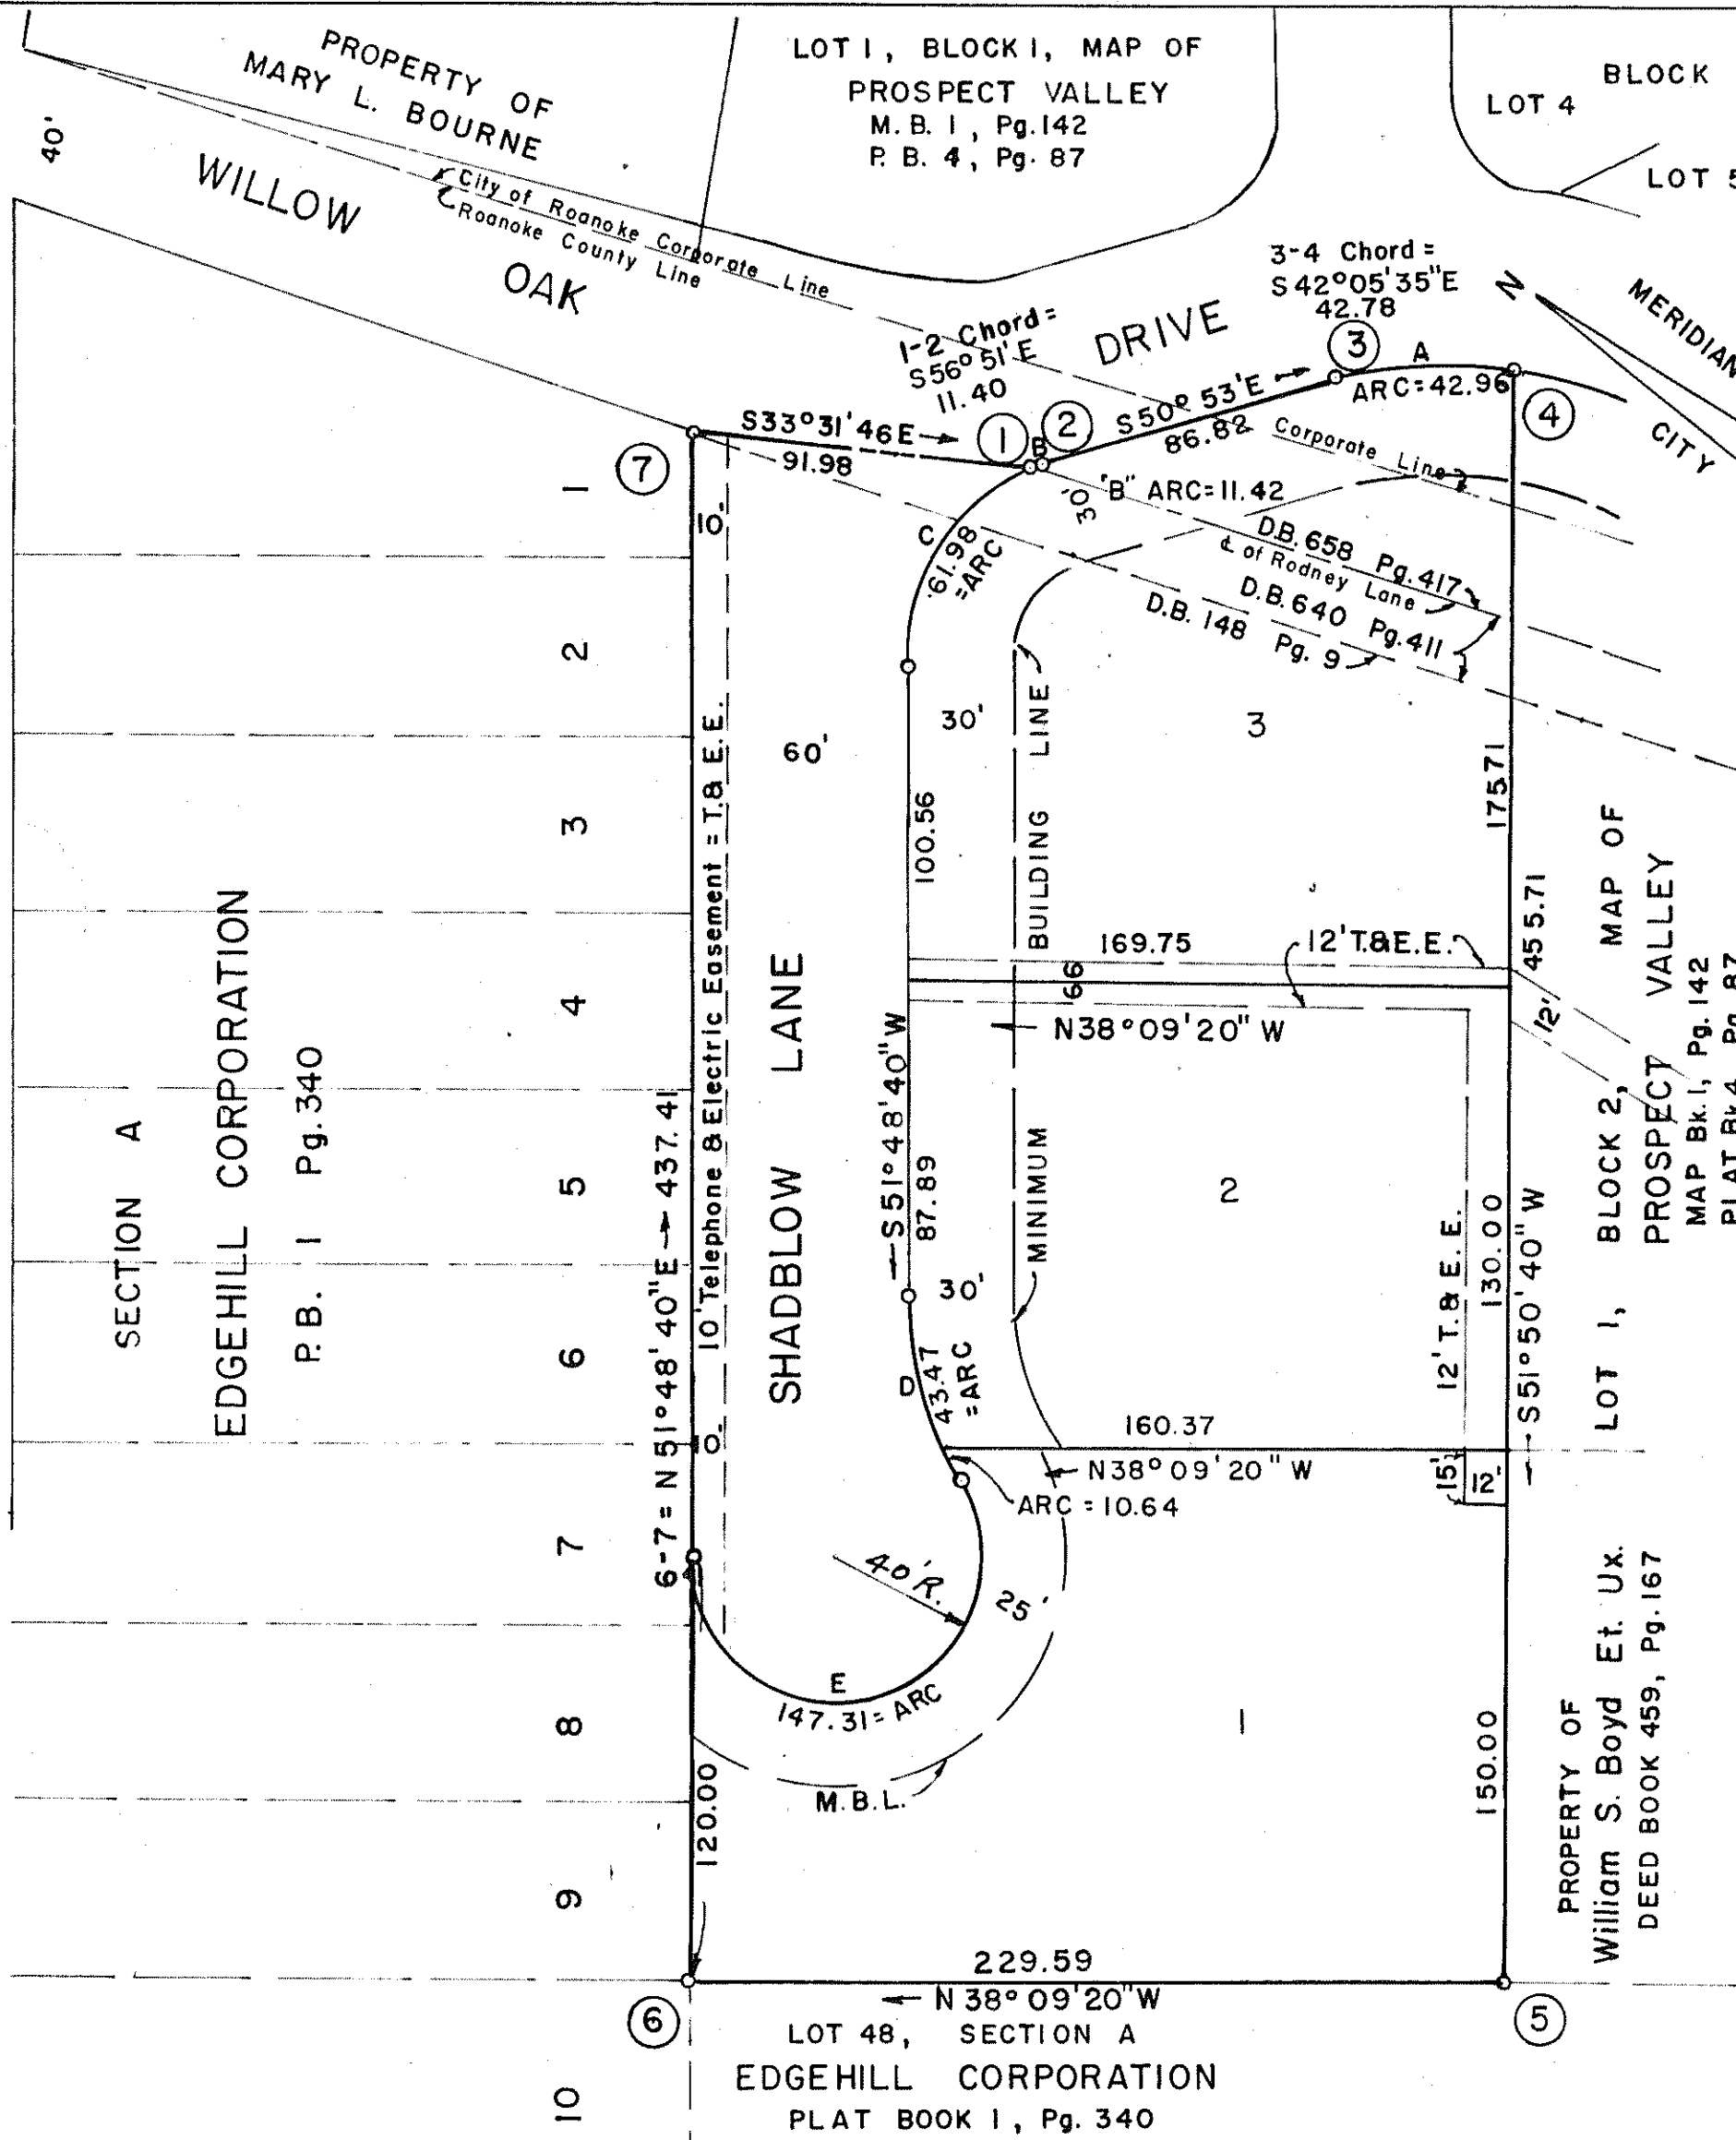 PROPERTY OF
MARY L. BOURNE
LOT 1, BLOCK 1, MAP OF
PROSPECT VALLEY
M. B. 1, Pg. 142
P. B. 4, Pg. 87
BLOCK
LOT 4
LOT 5
40'
WILLOW OAK DRIVE
City of Roanoke Corporate Line
Roanoke County Line
3-4 Chord =
S 42° 05' 35" E
42.78
N
MERIDIAN
CITY
1-2 Chord =
S 56° 51' E
11.40
3
A
ARC = 42.96
4
S 50° 53' E
86.82
Corporate Line
S 33° 31' 46 E
91.98
7
1
B
2
30'
"B" ARC = 11.42
C
61.98
= ARC
D.B. 658 Pg. 417
℄ of Rodney Lane
D.B. 640 Pg. 411
D.B. 148 Pg. 9
1
2
3
4
5
6
7
8
9
10
SECTION A
EDGEHILL CORPORATION
P. B. 1 Pg. 340
6-7 = N 51° 48' 40" E 437.41
10'
10' Telephone & Electric Easement = T. & E. E.
10'
60'
SHADBLOW LANE
30'
100.56
S 51° 48' 40" W
87.89
30'
MINIMUM BUILDING LINE
3
175.71
455.71
169.75
12' T. & E. E.
6 6
N 38° 09' 20" W
12'
2
12' T. & E. E.
130.00
S 51° 50' 40" W
LOT 1, BLOCK 2, MAP OF
PROSPECT VALLEY
MAP Bk. 1, Pg. 142
PLAT Bk 4 Pg. 87
D
43.47
= ARC
160.37
N 38° 09' 20" W
ARC = 10.64
15'
12'
40' R.
25'
E
147.31 = ARC
M. B. L.
1
120.00
150.00
PROPERTY OF
William S. Boyd Et. Ux.
DEED BOOK 459, Pg. 167
229.59
N 38° 09' 20" W
6
5
LOT 48, SECTION A
EDGEHILL CORPORATION
PLAT BOOK 1, Pg. 340